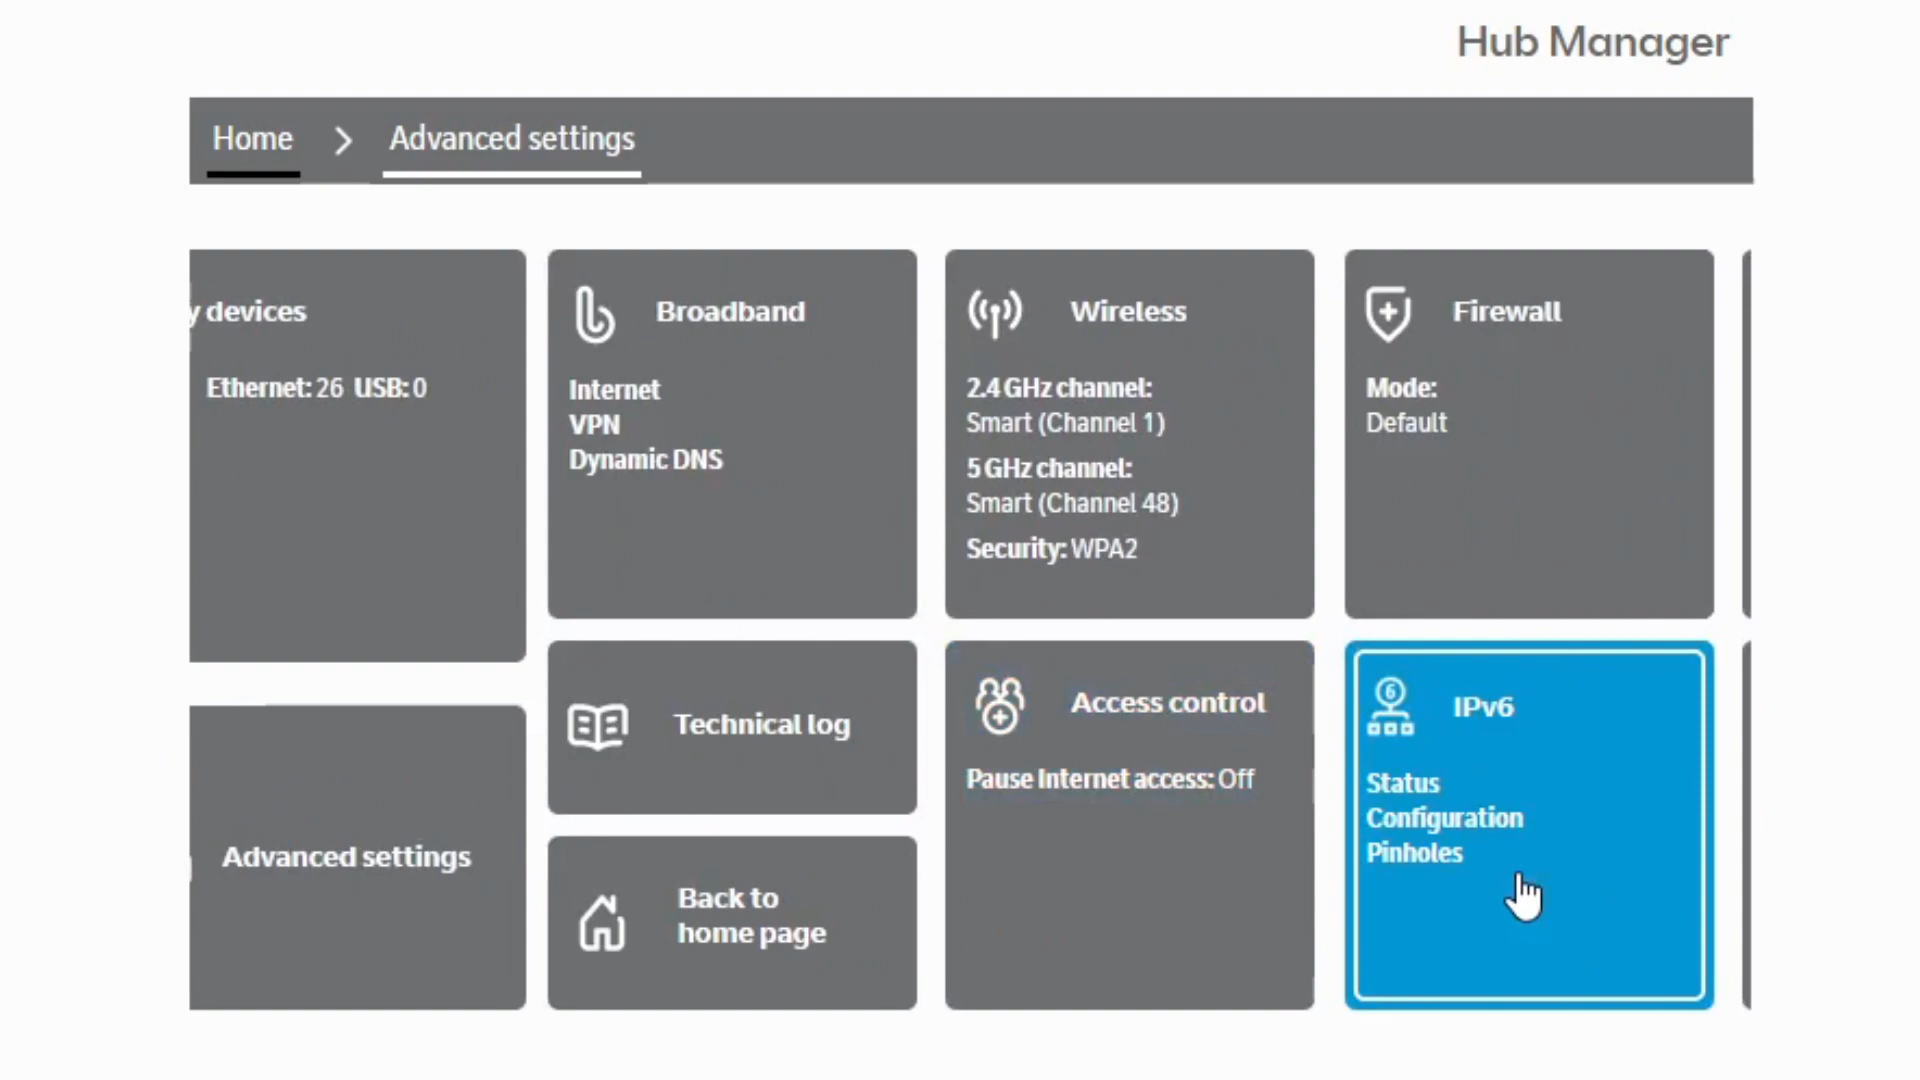 Hub Manager
Home
Advanced settings
y devices
Ethernet: 26 USB: 0
Broadband
Internet
VPN
Dynamic DNS
Wireless
2.4 GHz channel:
Smart (Channel 1)
5 GHz channel:
Smart (Channel 48)
Security: WPA2
Firewall
Mode:
Default
Advanced settings
Technical log
Back to
home page
Access control
Pause Internet access: Off
6
IPv6
Status
Configuration
Pinholes